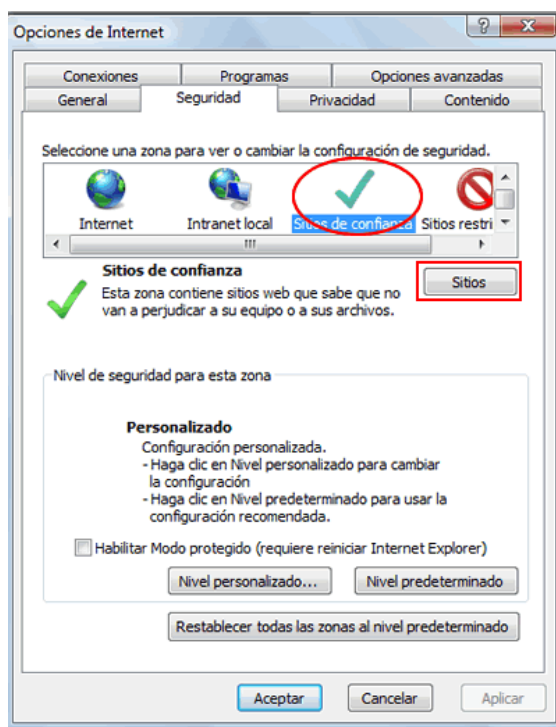 Opciones de Internet
Conexiones Programas Opciones avanzadas
General Seguridad Privacidad Contenido
Seleccione una zona para ver o cambiar la configuración de seguridad.
Internet Intranet local Sitios de confianza Sitios restri
Sitios de confianza
Sitios
Esta zona contiene sitios web que sabe que no
van a perjudicar a su equipo o a sus archivos.
Nivel de seguridad para esta zona
Personalizado
Configuración personalizada.
- Haga clic en Nivel personalizado para cambiar
la configuración
- Haga clic en Nivel predeterminado para usar la
configuración recomendada.
Habilitar Modo protegido (requiere reiniciar Internet Explorer)
Nivel personalizado... Nivel predeterminado
Restablecer todas las zonas al nivel predeterminado
Aceptar Cancelar Aplicar